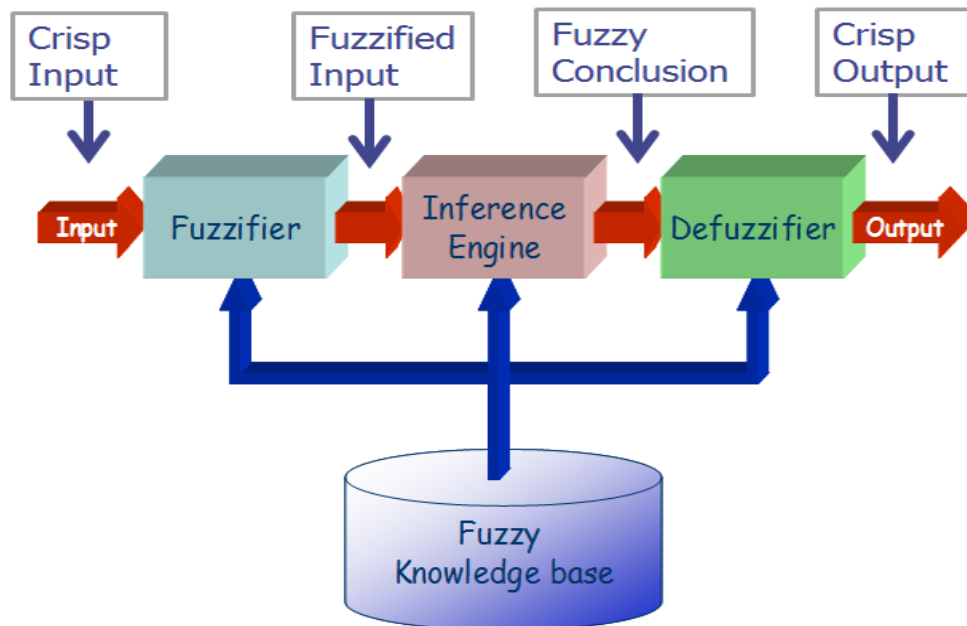 Crisp
Input
Fuzzified
Input
Fuzzy
Conclusion
Crisp
Output
Input
Fuzzifier
Inference
Engine
Defuzzifier
Output
Fuzzy
Knowledge base